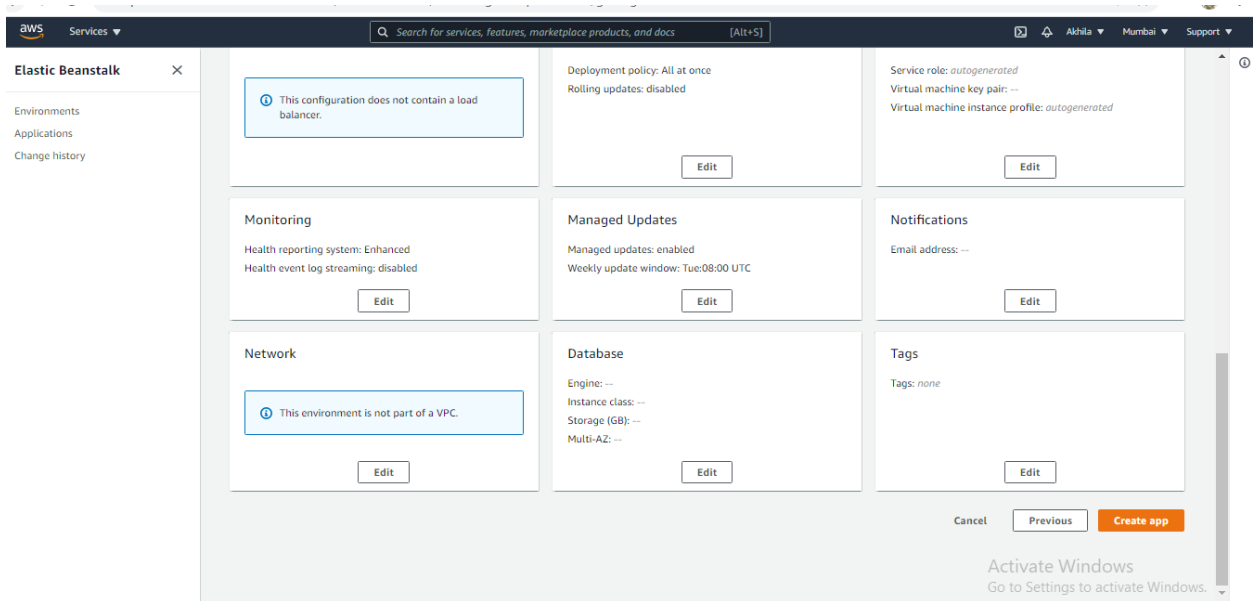 aws
Services ▼
Search for services, features, marketplace products, and docs [Alt+S]
Akhila ▼
Mumbai ▼
Support ▼
Elastic Beanstalk
Environments
Applications
Change history
This configuration does not contain a load
balancer.
Deployment policy: All at once
Rolling updates: disabled
Edit
Service role: autogenerated
Virtual machine key pair: --
Virtual machine instance profile: autogenerated
Edit
Monitoring
Health reporting system: Enhanced
Health event log streaming: disabled
Edit
Managed Updates
Managed updates: enabled
Weekly update window: Tue:08:00 UTC
Edit
Notifications
Email address: --
Edit
Network
This environment is not part of a VPC.
Edit
Database
Engine: --
Instance class: --
Storage (GB): --
Multi-AZ: --
Edit
Tags
Tags: none
Edit
Cancel
Previous
Create app
Activate Windows
Go to Settings to activate Windows.